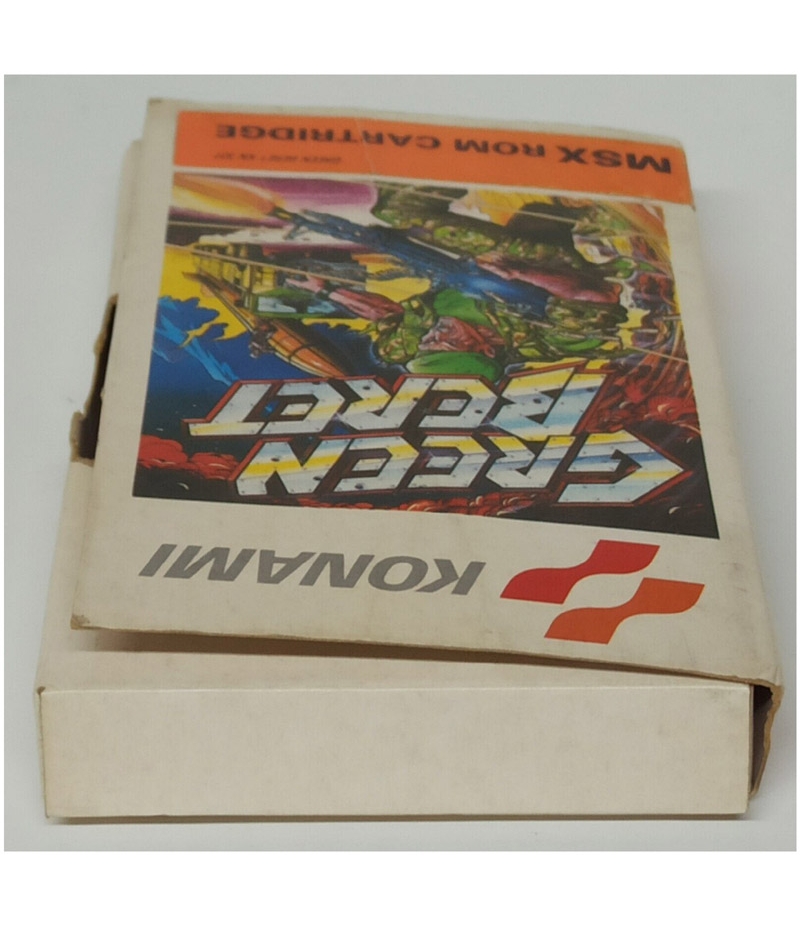 KONAMI
GREEN
BERET
MSX ROM CARTRIDGE